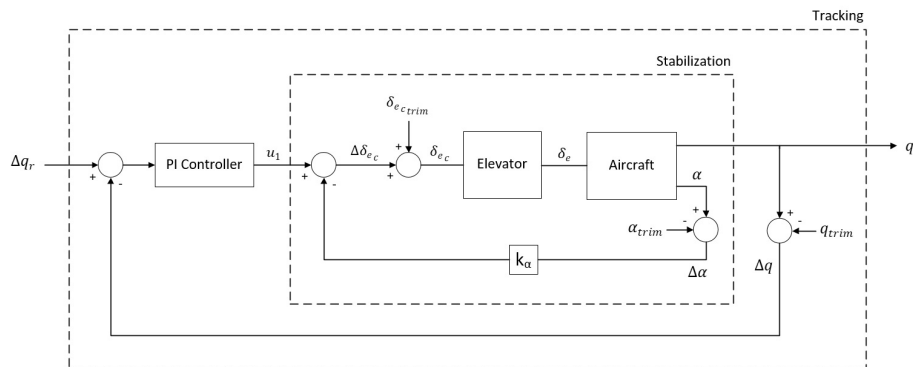 Tracking
Stabilization
δ_{e_{c_{trim}}}
Δq_r
+
-
PI Controller
u_1
+
-
Δδ_{e_c}
+
+
δ_{e_c}
Elevator
δ_e
Aircraft
q
α
+
-
α_{trim}
Δα
k_α
+
-
q_{trim}
Δq